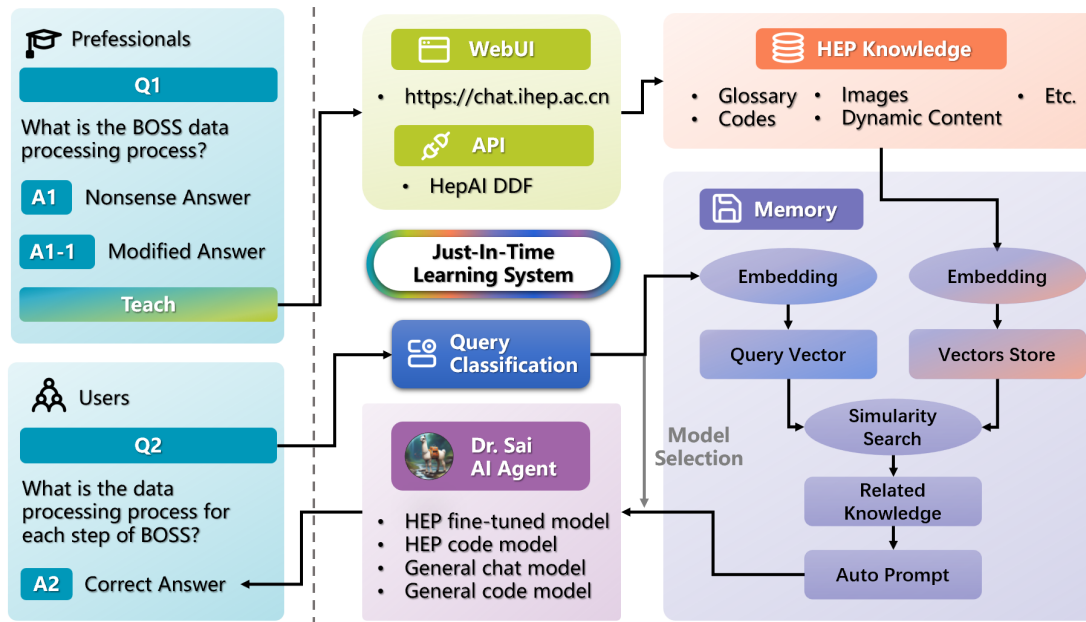 Prefessionals
Q1
What is the BOSS data
processing process?
A1 Nonsense Answer
A1-1 Modified Answer
Teach
Users
Q2
What is the data
processing process for
each step of BOSS?
A2 Correct Answer
WebUI
• https://chat.ihep.ac.cn
API
• HepAI DDF
Just-In-Time
Learning System
Query
Classification
Dr. Sai
AI Agent
• HEP fine-tuned model
• HEP code model
• General chat model
• General code model
Model
Selection
HEP Knowledge
• Glossary • Images • Etc.
• Codes • Dynamic Content
Memory
Embedding Embedding
Query Vector Vectors Store
Simularity
Search
Related
Knowledge
Auto Prompt